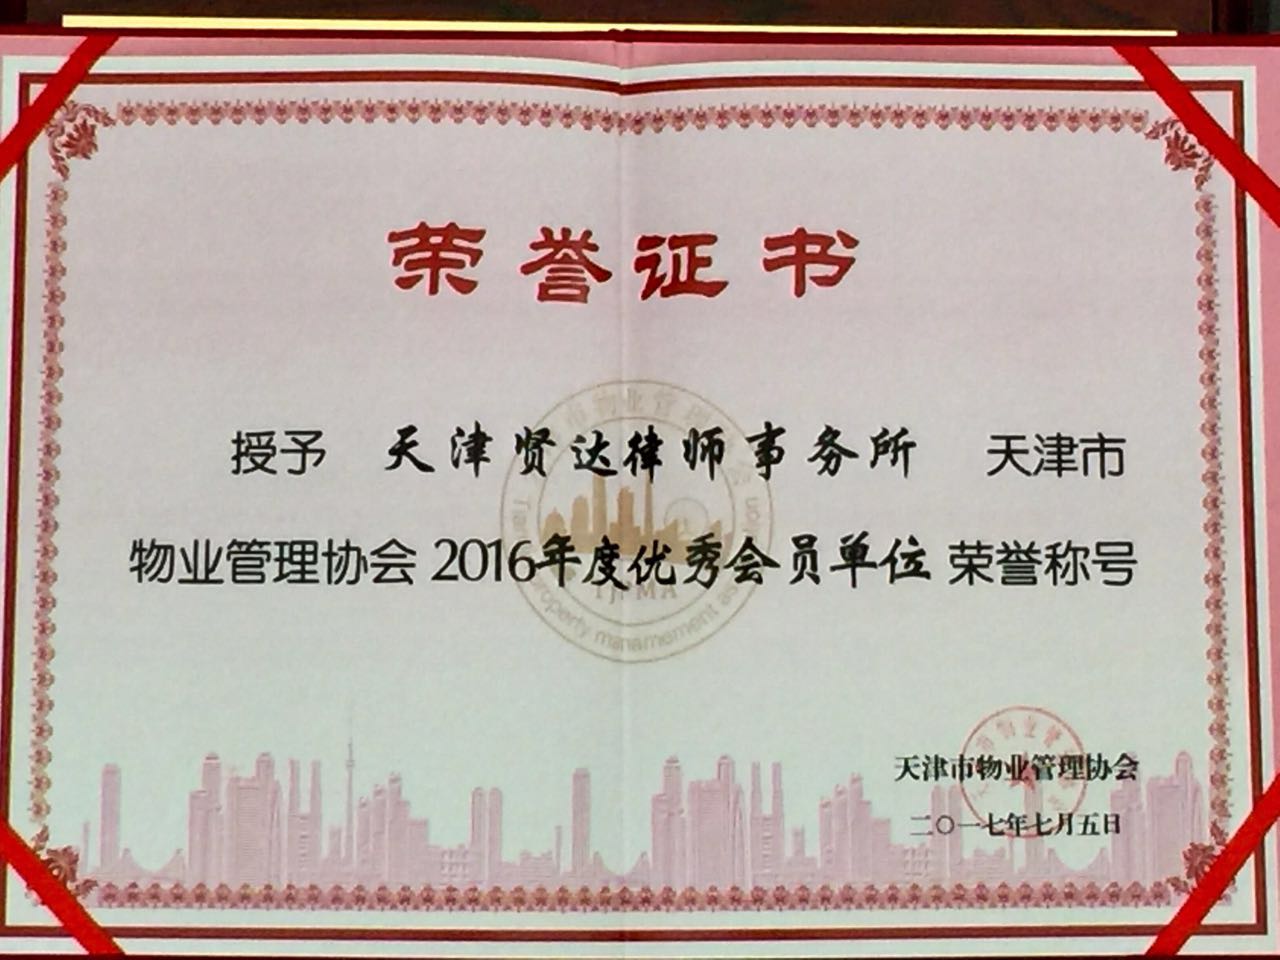 荣誉证书
授予 天津贤达律师事务所 天津市
物业管理协会 2016年度优秀会员单位 荣誉称号
TJPMA
天津市物业管理协会
二〇一七年七月五日